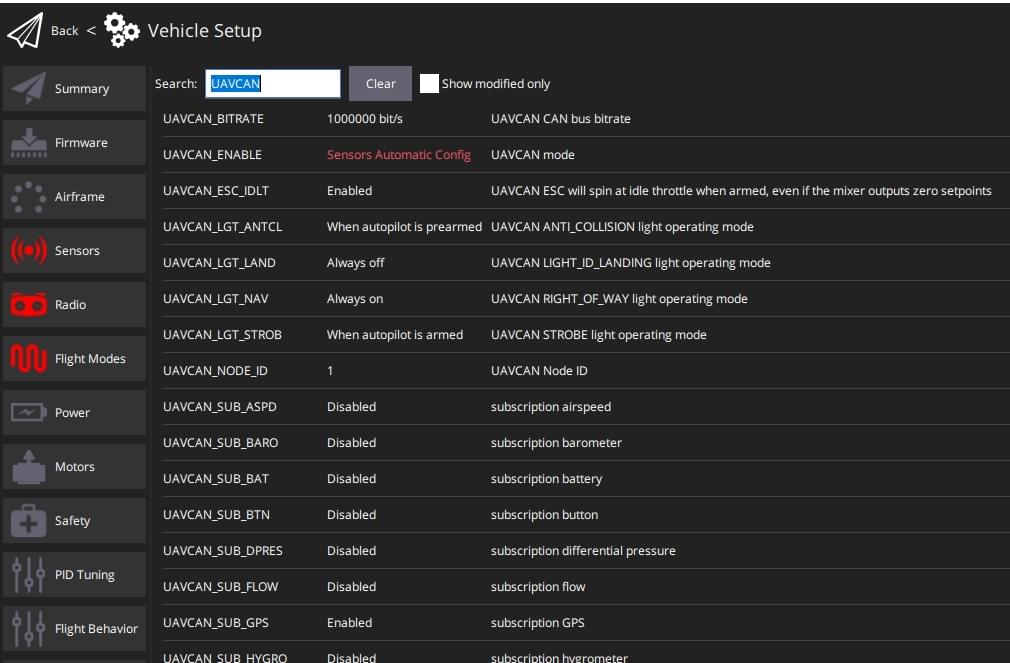 Back < Vehicle Setup
Summary
Firmware
Airframe
Sensors
Radio
Flight Modes
Power
Motors
Safety
PID Tuning
Flight Behavior
Search: UAVCAN Clear Show modified only
UAVCAN_BITRATE 1000000 bit/s UAVCAN CAN bus bitrate
UAVCAN_ENABLE Sensors Automatic Config UAVCAN mode
UAVCAN_ESC_IDLT Enabled UAVCAN ESC will spin at idle throttle when armed, even if the mixer outputs zero setpoints
UAVCAN_LGT_ANTCL When autopilot is prearmed UAVCAN ANTI_COLLISION light operating mode
UAVCAN_LGT_LAND Always off UAVCAN LIGHT_ID_LANDING light operating mode
UAVCAN_LGT_NAV Always on UAVCAN RIGHT_OF_WAY light operating mode
UAVCAN_LGT_STROB When autopilot is armed UAVCAN STROBE light operating mode
UAVCAN_NODE_ID 1 UAVCAN Node ID
UAVCAN_SUB_ASPD Disabled subscription airspeed
UAVCAN_SUB_BARO Disabled subscription barometer
UAVCAN_SUB_BAT Disabled subscription battery
UAVCAN_SUB_BTN Disabled subscription button
UAVCAN_SUB_DPRES Disabled subscription differential pressure
UAVCAN_SUB_FLOW Disabled subscription flow
UAVCAN_SUB_GPS Enabled subscription GPS
UAVCAN_SUB_HYGRO Disabled subscription hygrometer